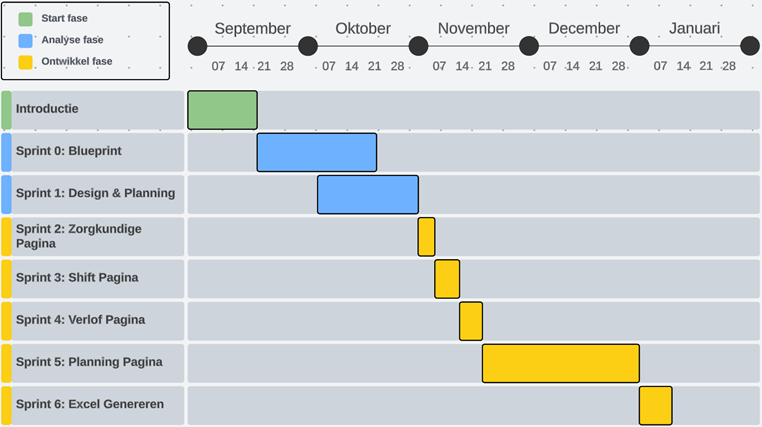 Start fase
Analyse fase
Ontwikkel fase
September Oktober November December Januari
07 14 21 28 07 14 21 28 07 14 21 28 07 14 21 28 07 14 21 28
Introductie
Sprint 0: Blueprint
Sprint 1: Design & Planning
Sprint 2: Zorgkundige
Pagina
Sprint 3: Shift Pagina
Sprint 4: Verlof Pagina
Sprint 5: Planning Pagina
Sprint 6: Excel Genereren